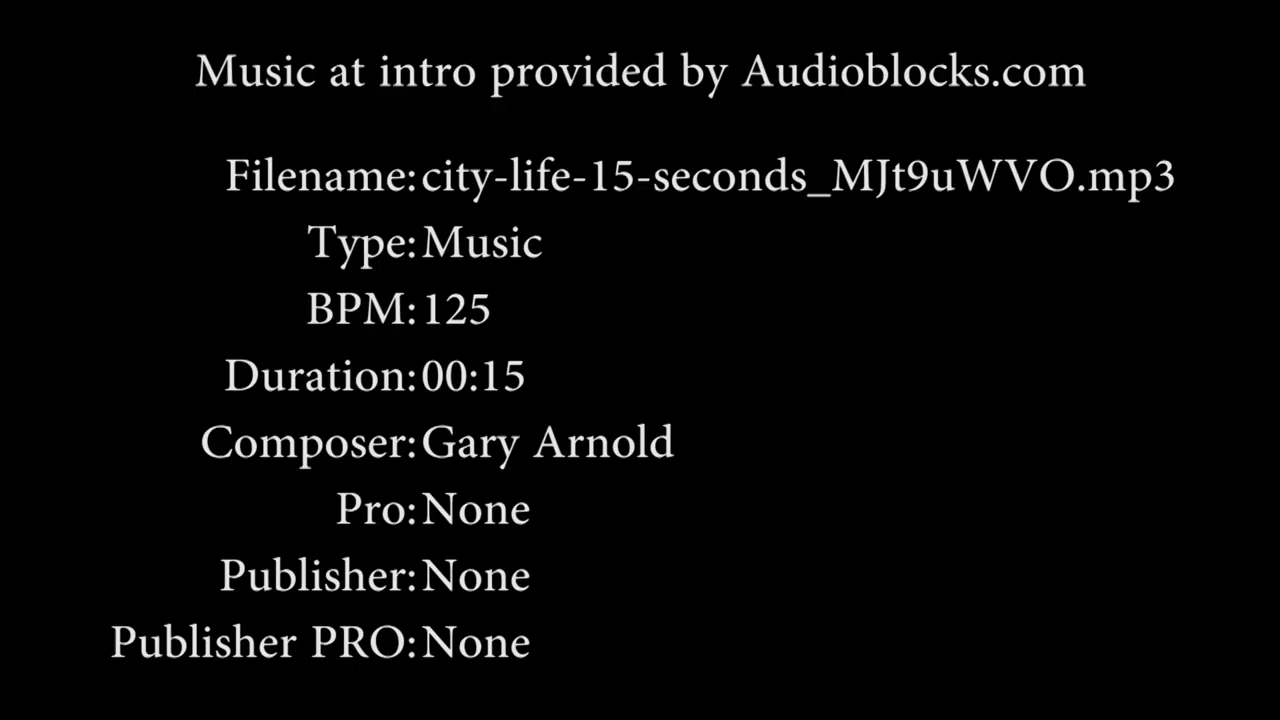 Music at intro provided by Audioblocks.com
Filename: city-life-15-seconds_MJt9uWVO.mp3
Type: Music
BPM: 125
Duration: 00:15
Composer: Gary Arnold
Pro: None
Publisher: None
Publisher PRO: None